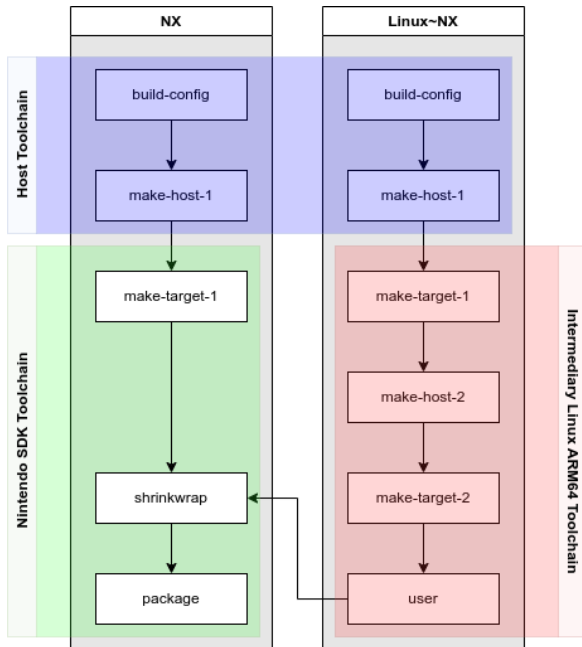 NX
Linux~NX
Host Toolchain
build-config
build-config
make-host-1
make-host-1
Nintendo SDK Toolchain
Intermediary Linux ARM64 Toolchain
make-target-1
make-target-1
make-host-2
shrinkwrap
make-target-2
package
user